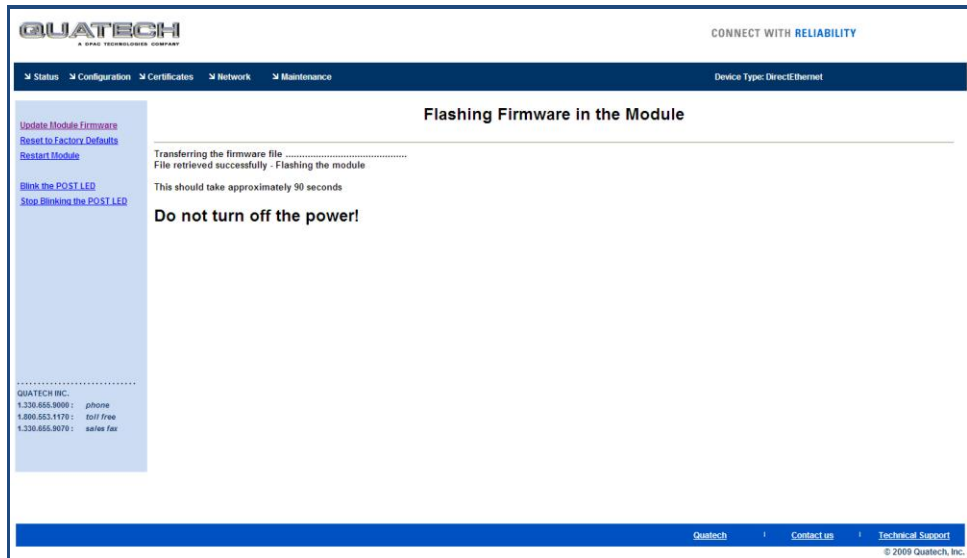 QUATECH
A DPAC TECHNOLOGIES COMPANY
CONNECT WITH RELIABILITY
Status Configuration Certificates Network Maintenance
Device Type: DirectEthernet
Update Module Firmware
Reset to Factory Defaults
Restart Module
Blink the POST LED
Stop Blinking the POST LED
QUATECH INC.
1.330.655.9000 : phone
1.800.553.1170 : toll free
1.330.655.9070 : sales fax
Flashing Firmware in the Module
Transferring the firmware file .............................................
File retrieved successfully - Flashing the module
This should take approximately 90 seconds
Do not turn off the power!
Quatech Contact us Technical Support
© 2009 Quatech, Inc.